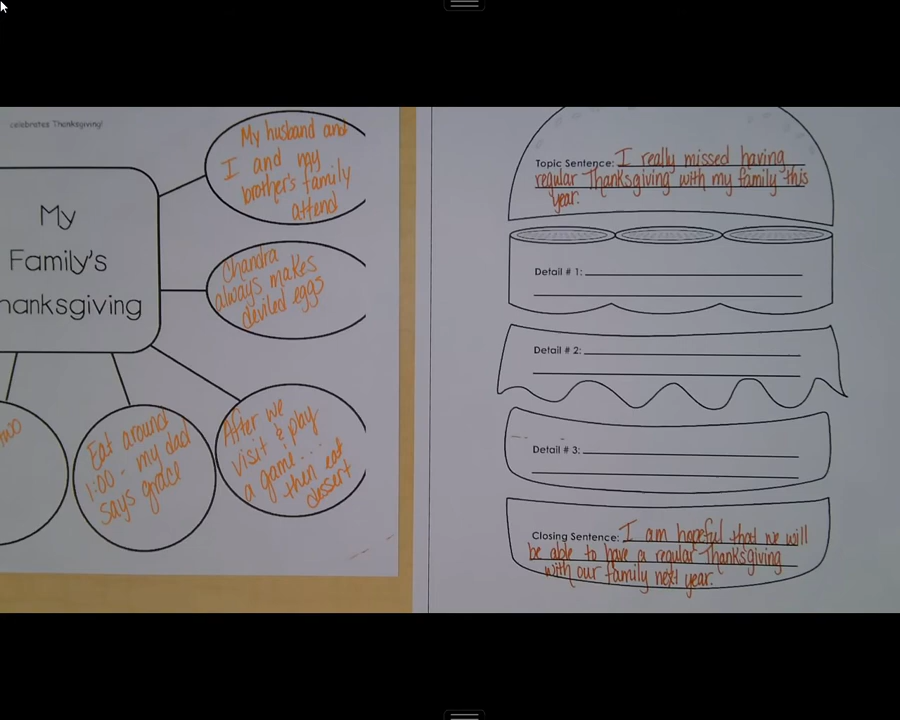 celebrates Thanksgiving!
My
Family's
hanksgiving
My husband and
I and my
brother's family
attend
Chandra
always makes
deviled eggs
After we
visit & play
a game...
then eat
dessert
Eat around
1:00 - my dad
says grace
two
Topic Sentence: I really missed having
regular Thanksgiving with my family this
year.
Detail # 1:
Detail # 2:
Detail # 3:
Closing Sentence: I am hopeful that we will
be able to have a regular Thanksgiving
with our family next year.